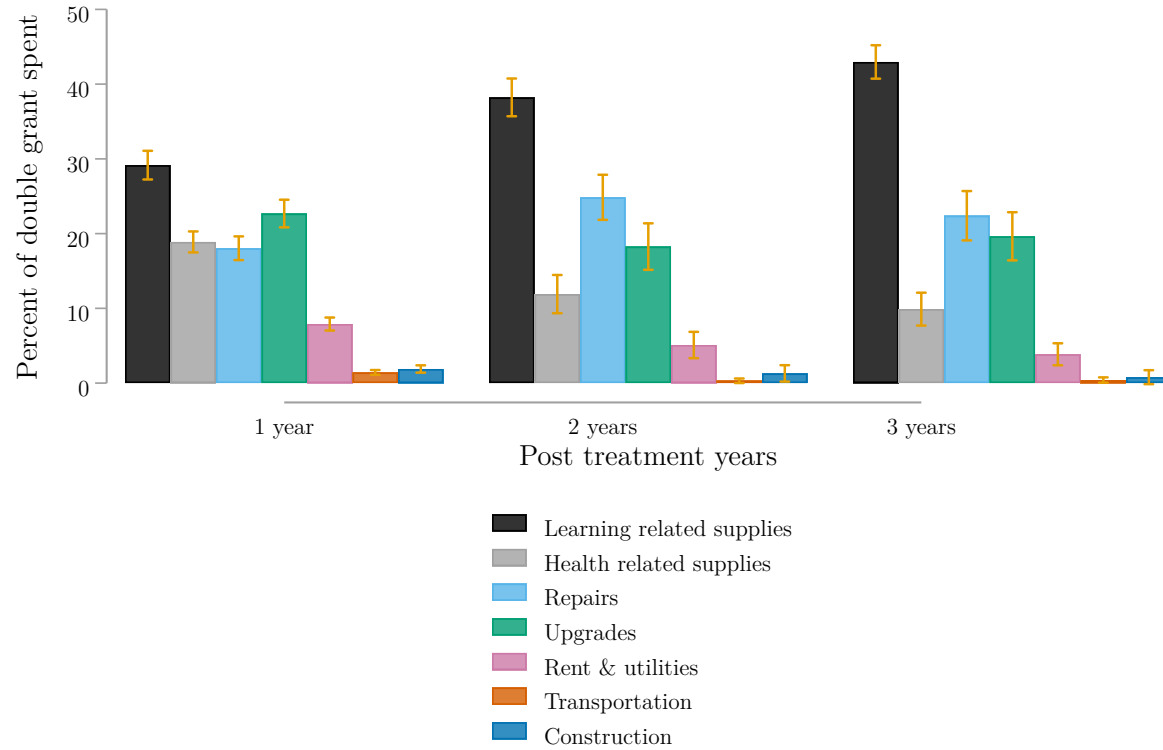 Percent of double grant spent
50
40
30
20
10
0
1 year
2 years
3 years
Post treatment years
Learning related supplies
Health related supplies
Repairs
Upgrades
Rent & utilities
Transportation
Construction